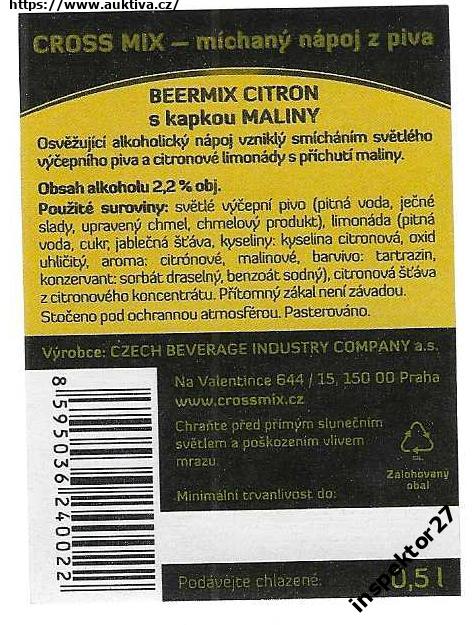 https://www.auktiva.cz/
CROSS MIX — míchaný nápoj z piva
BEERMIX CITRON
s kapkou MALINY
Osvěžující alkoholický nápoj vzniklý smícháním světlého
výčepního piva a citronové limonády s příchutí maliny.
Obsah alkoholu 2,2 % obj.
Použité suroviny: světlé výčepní pivo (pitná voda, ječné
slady, upravený chmel, chmelový produkt), limonáda (pitná
voda, cukr, jablečná šťáva, kyseliny: kyselina citronová, oxid
uhličitý, aroma: citrónové, malinové, barvivo: tartrazin,
konzervant: sorbát draselný, benzoát sodný), citronová šťáva
z citronového koncentrátu. Přítomný zákal není závadou.
Stočeno pod ochrannou atmosférou. Pasterováno.
Výrobce: CZECH BEVERAGE INDUSTRY COMPANY a.s.
Na Valentince 644 / 15, 150 00 Praha
www.crossmix.cz
Chraňte před přímým slunečním
světlem a poškozením vlivem
mrazu.
Zálohovaný
obal
Minimální trvanlivost do:
Podávejte chlazené.
0,5 l
8 595036 240022
inspektor27